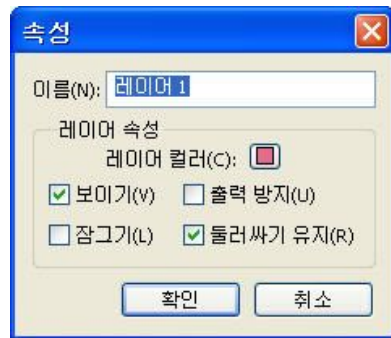 속성
이름(N): 레이어 1
레이어 속성
레이어 컬러(C):
보이기(V) 출력 방지(U)
잠그기(L) 둘러싸기 유지(R)
확인 취소